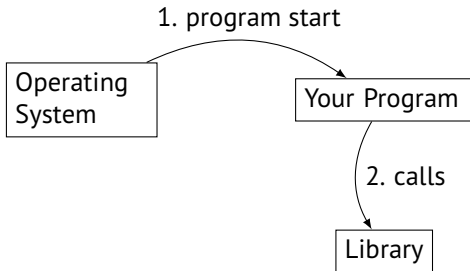 1. program start
Operating
System
Your Program
2. calls
Library